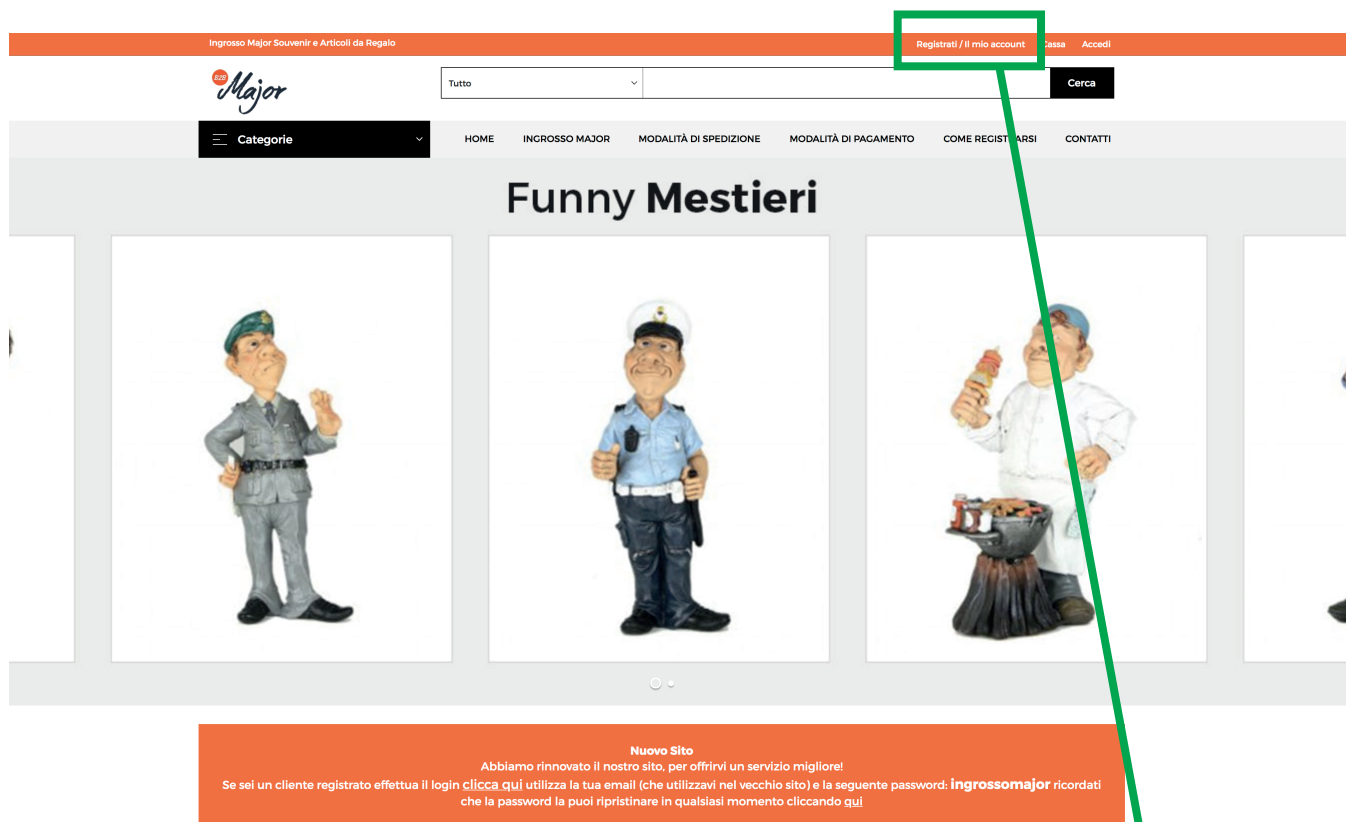 Ingrosso Major Souvenir e Articoli da Regalo
Registrati / Il mio account Cassa Accedi
B2B
Major
Tutto
Cerca
Categorie
HOME INGROSSO MAJOR MODALITÀ DI SPEDIZIONE MODALITÀ DI PAGAMENTO COME REGISTRARSI CONTATTI
Funny Mestieri
Nuovo Sito
Abbiamo rinnovato il nostro sito, per offrirvi un servizio migliore!
Se sei un cliente registrato effettua il login clicca qui utilizza la tua email (che utilizzavi nel vecchio sito) e la seguente password: ingrossomajor ricordati
che la password la puoi ripristinare in qualsiasi momento cliccando qui